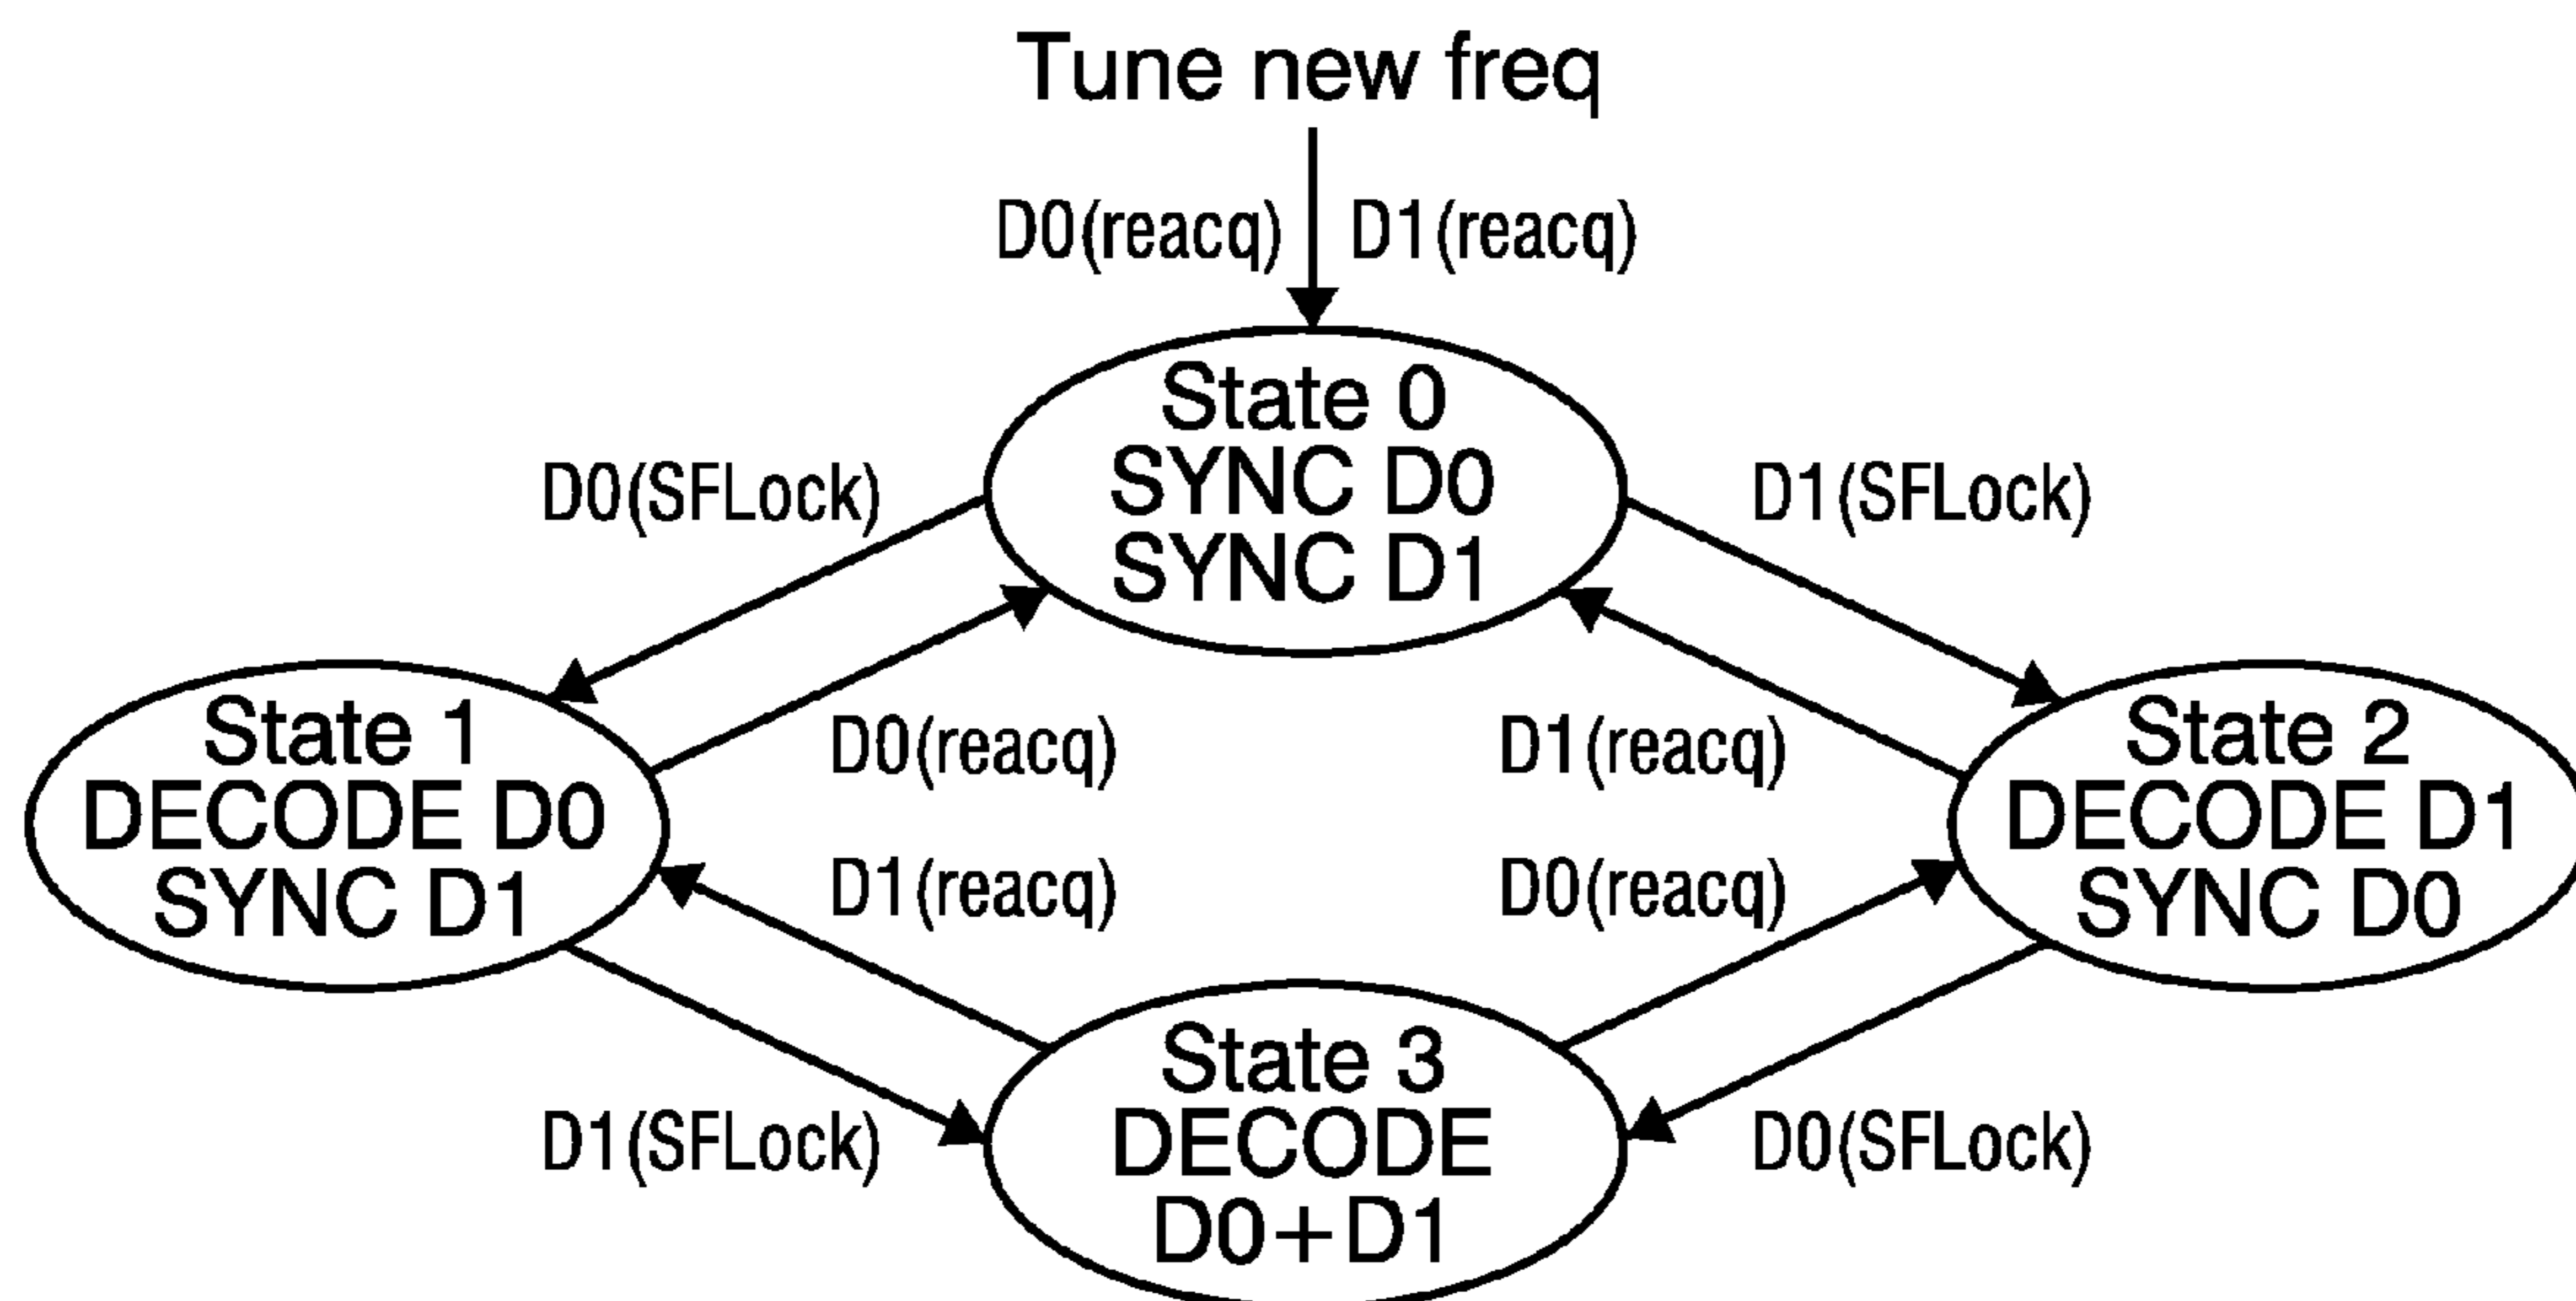 Tune new freq
D0(reacq) D1(reacq)
State 0
SYNC D0
SYNC D1
D0(SFLock)
D1(SFLock)
State 1
DECODE D0
SYNC D1
D0(reacq)
D1(reacq)
D1(reacq)
D0(reacq)
State 2
DECODE D1
SYNC D0
D1(SFLock)
State 3
DECODE
D0+D1
D0(SFLock)